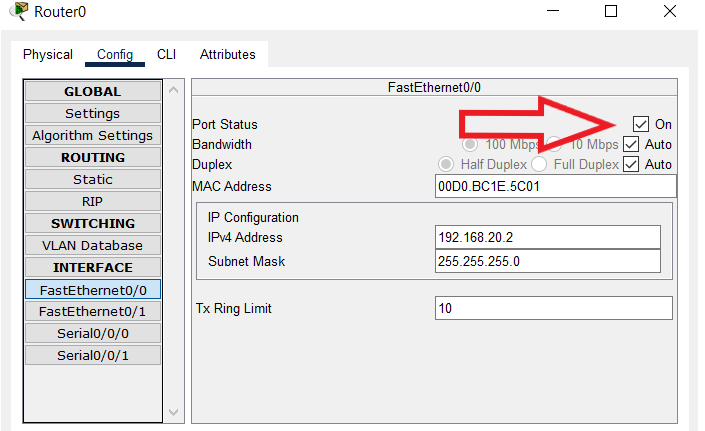 Router0
Physical Config CLI Attributes
GLOBAL
Settings
Algorithm Settings
ROUTING
Static
RIP
SWITCHING
VLAN Database
INTERFACE
FastEthernet0/0
FastEthernet0/1
Serial0/0/0
Serial0/0/1
FastEthernet0/0
Port Status On
Bandwidth 100 Mbps 10 Mbps Auto
Duplex Half Duplex Full Duplex Auto
MAC Address 00D0.BC1E.5C01
IP Configuration
IPv4 Address 192.168.20.2
Subnet Mask 255.255.255.0
Tx Ring Limit 10